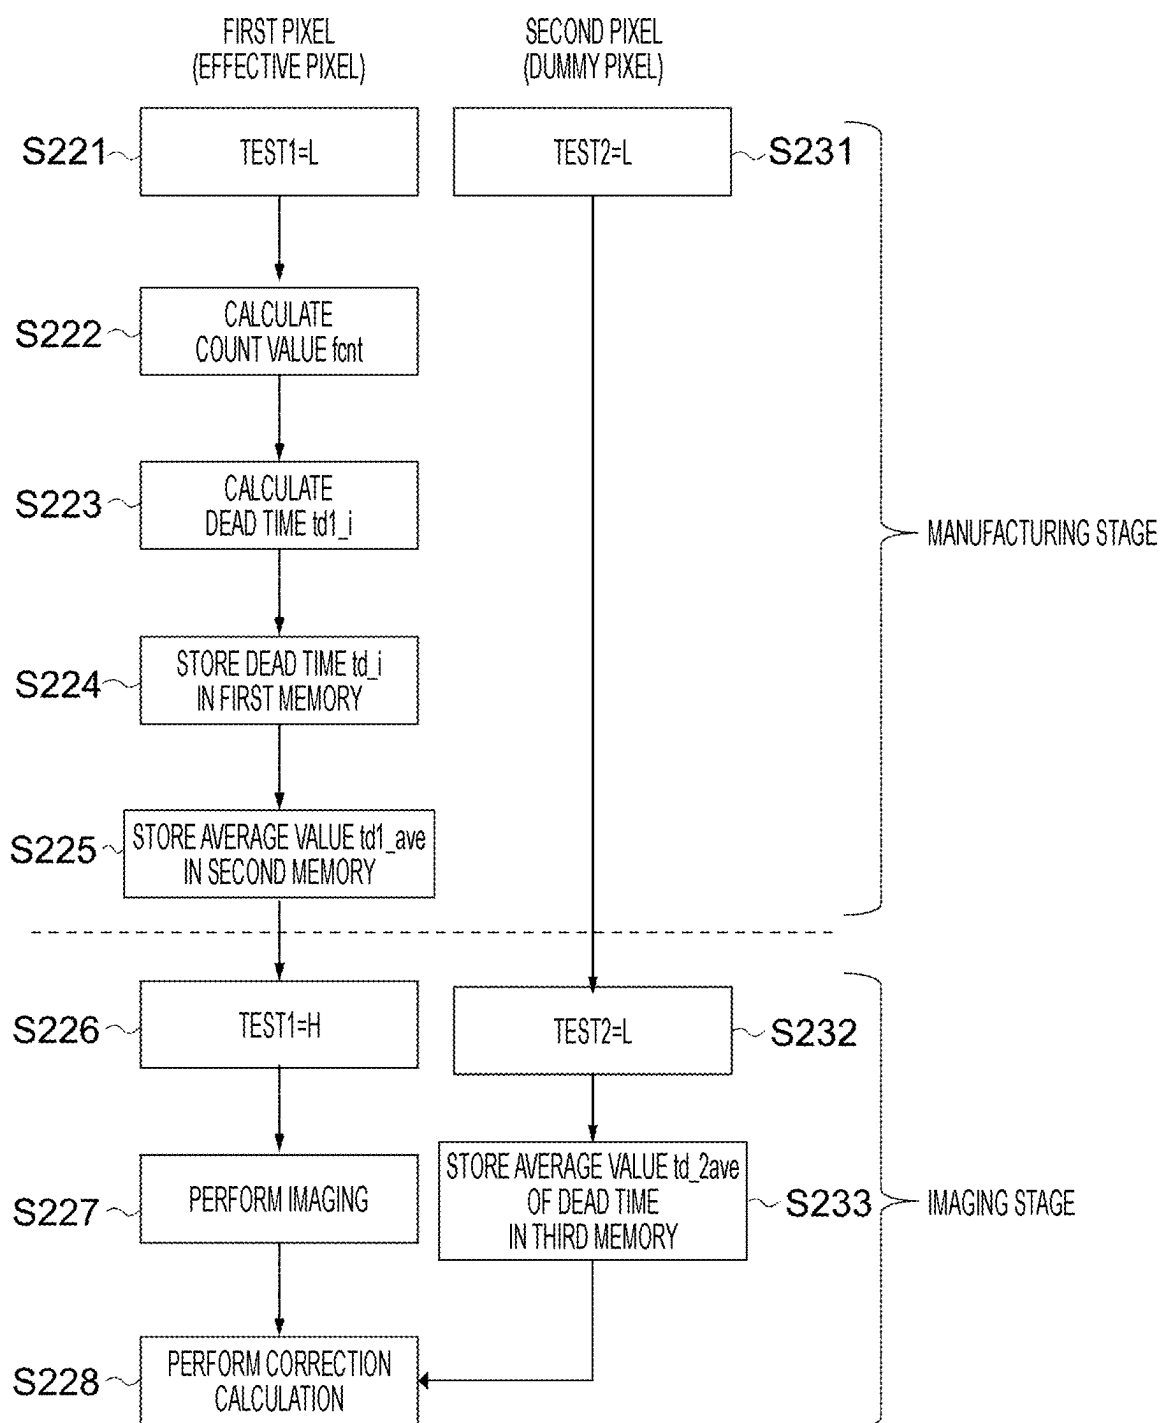 FIRST PIXEL
(EFFECTIVE PIXEL)
SECOND PIXEL
(DUMMY PIXEL)
S221
TEST1=L
TEST2=L
S231
S222
CALCULATE
COUNT VALUE fcnt
S223
CALCULATE
DEAD TIME td1_i
MANUFACTURING STAGE
S224
STORE DEAD TIME td_i
IN FIRST MEMORY
S225
STORE AVERAGE VALUE td1_ave
IN SECOND MEMORY
S226
TEST1=H
TEST2=L
S232
S227
PERFORM IMAGING
STORE AVERAGE VALUE td_2ave
OF DEAD TIME
IN THIRD MEMORY
S233
IMAGING STAGE
S228
PERFORM CORRECTION
CALCULATION